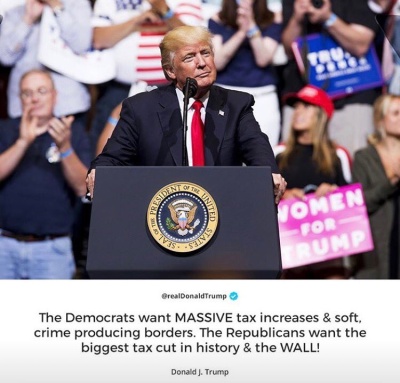 TRUMP
WOMEN
FOR
TRUMP
SEAL OF THE PRESIDENT OF THE UNITED STATES
@realDonaldTrump
The Democrats want MASSIVE tax increases & soft,
crime producing borders. The Republicans want the
biggest tax cut in history & the WALL!
Donald J. Trump